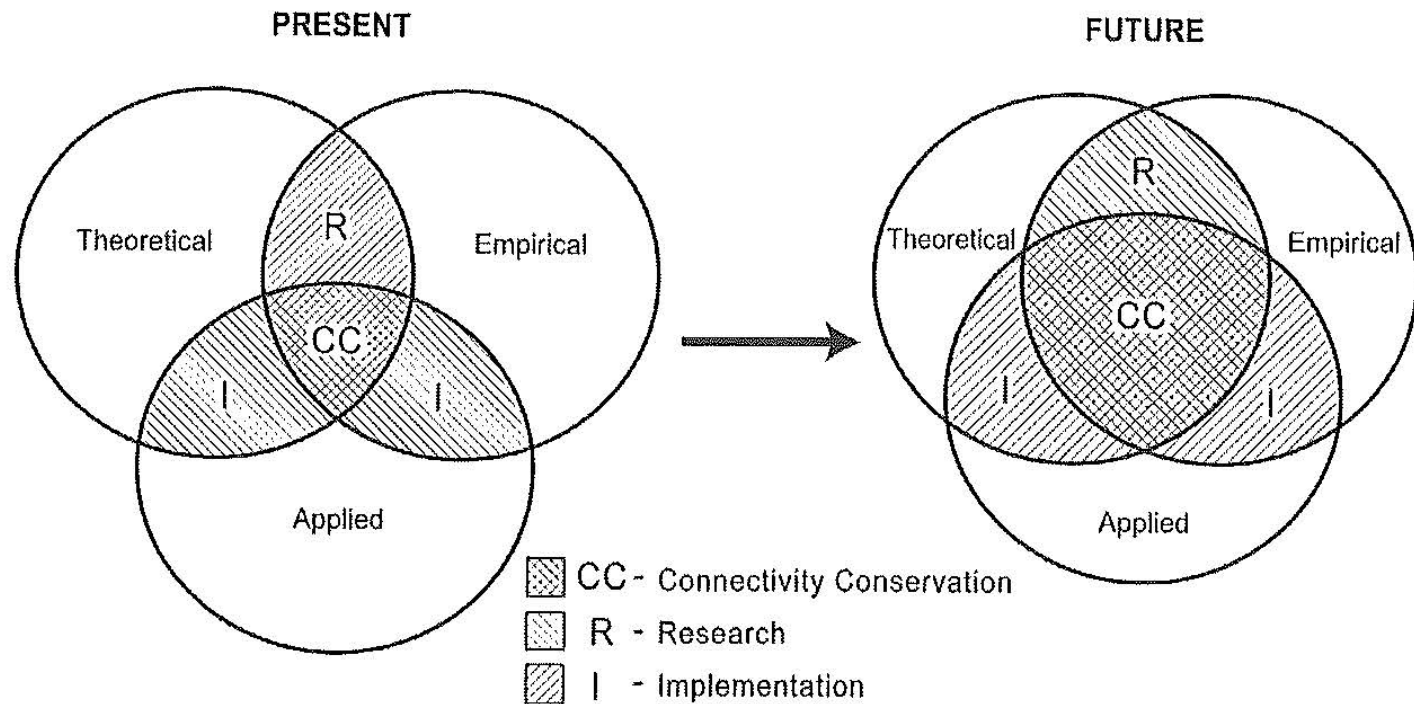 PRESENT
FUTURE
Theoretical
R
Empirical
CC
I
I
Applied
Theoretical
R
Empirical
CC
I
I
Applied
CC - Connectivity Conservation
R - Research
I - Implementation